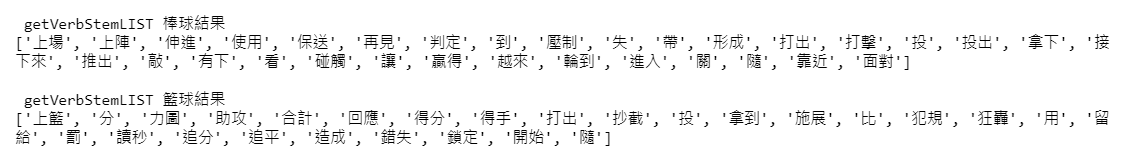 getVerbStemLIST 棒球結果
['上場', '上陣', '伸進', '使用', '保送', '再見', '判定', '到', '壓制', '失', '帶', '形成', '打出', '打擊', '投', '投出', '拿下', '接
下來', '推出', '敲', '有下', '看', '碰觸', '讓', '贏得', '越來', '輪到', '進入', '關', '隨', '靠近', '面對']
getVerbStemLIST 籃球結果
['上籃', '分', '力圖', '助攻', '合計', '回應', '得分', '得手', '打出', '抄截', '投', '拿到', '施展', '比', '犯規', '狂轟', '用', '留
給', '罰', '讀秒', '追分', '追平', '造成', '錯失', '鎖定', '開始', '隨']